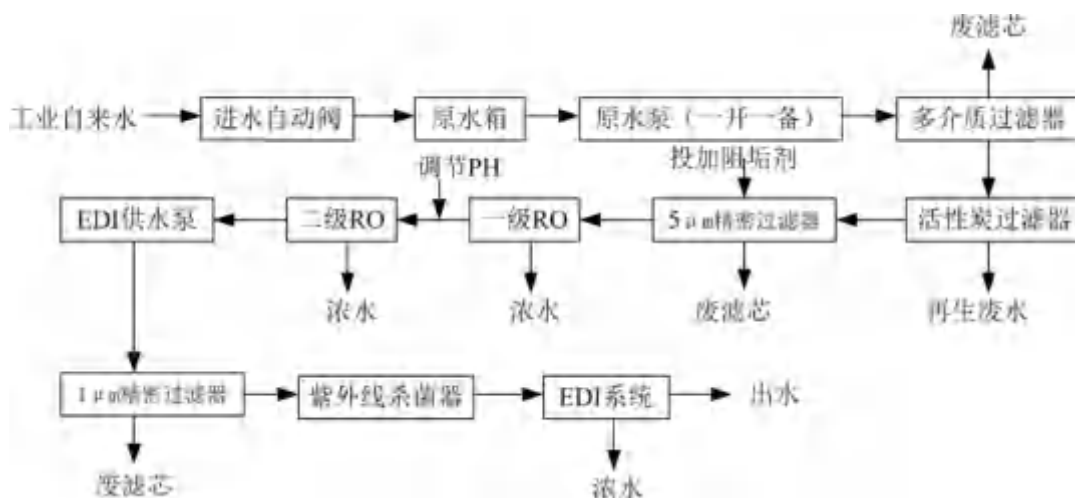 废滤芯
工业自来水
进水自动阀
原水箱
原水泵（一开一备）
多介质过滤器
调节PH
投加阻垢剂
EDI供水泵
二级RO
一级RO
5μm精密过滤器
活性炭过滤器
浓水
浓水
废滤芯
再生废水
1μm精密过滤器
紫外线杀菌器
EDI系统
出水
废滤芯
浓水